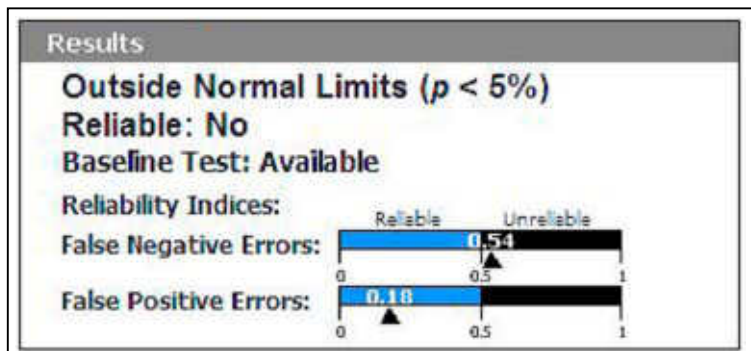 Results
Outside Normal Limits (p < 5%)
Reliable: No
Baseline Test: Available
Reliability Indices:
Reliable Unreliable
False Negative Errors: 0.54
0 0.5 1
False Positive Errors: 0.18
0 0.5 1